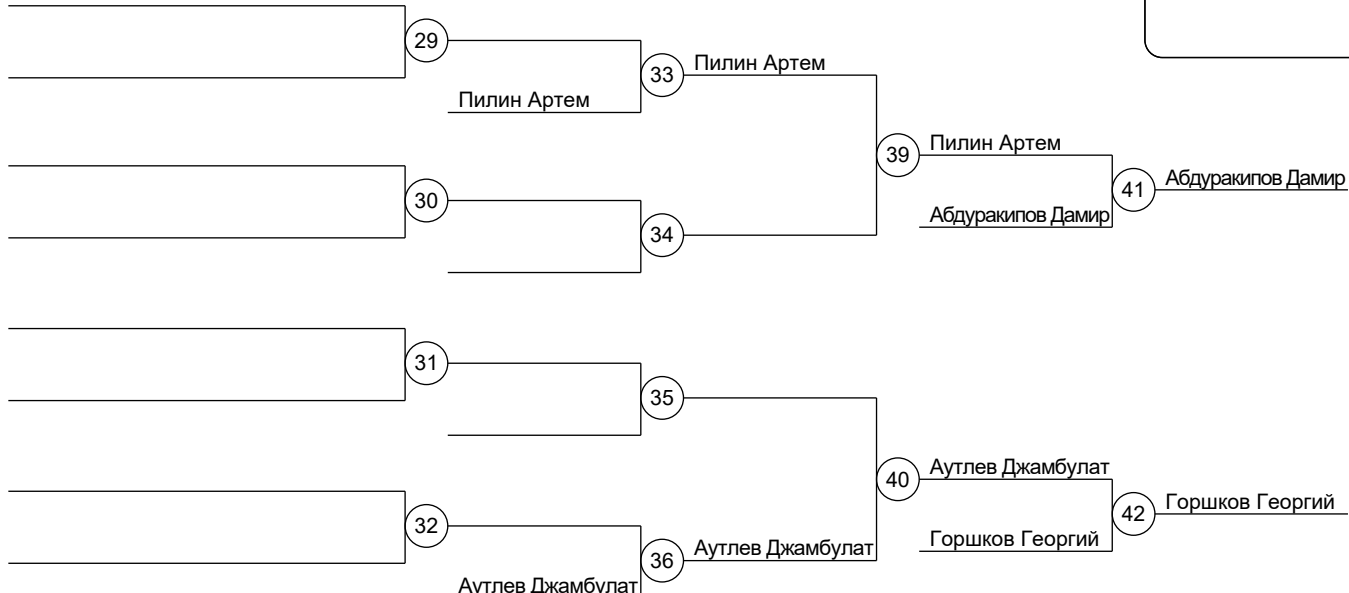 29
33
Пилин Артем
Пилин Артем
39
Пилин Артем
30
41
Абдуракипов Дамир
34
Абдуракипов Дамир
31
35
40
Аутлев Джамбулат
32
42
Горшков Георгий
36
Аутлев Джамбулат
Горшков Георгий
Аутлев Джамбулат